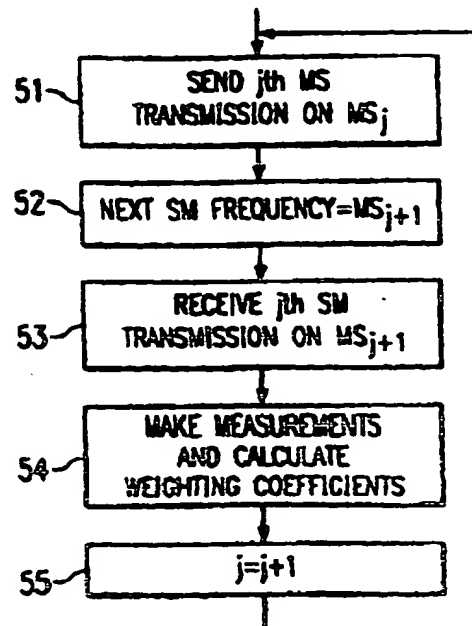 51
SEND jth MS
TRANSMISSION ON MSj
52
NEXT SM FREQUENCY=MSj+1
53
RECEIVE jth SM
TRANSMISSION ON MSj+1
54
MAKE MEASUREMENTS
AND CALCULATE
WEIGHTING COEFFICIENTS
55
j=j+1